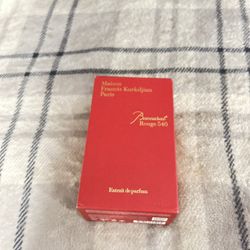 Maison
Francis Kurkdjian
Paris
Baccarat
Rouge 540
Extrait de parfum